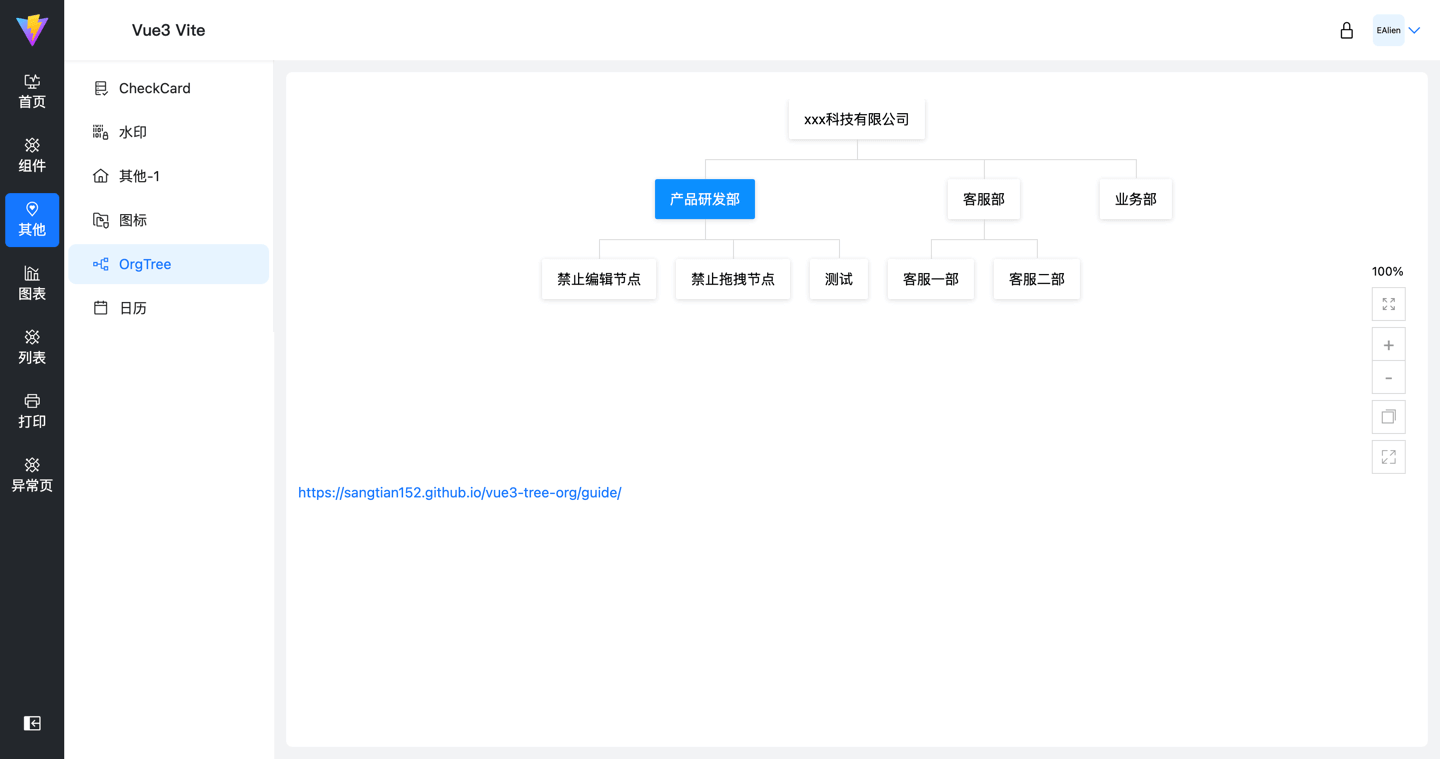 Vue3 Vite
EAlien
首页
组件
其他
图表
列表
打印
异常页
CheckCard
水印
其他-1
图标
OrgTree
日历
xxx科技有限公司
产品研发部
客服部
业务部
禁止编辑节点
禁止拖拽节点
测试
客服一部
客服二部
100%
+
-
https://sangtian152.github.io/vue3-tree-org/guide/